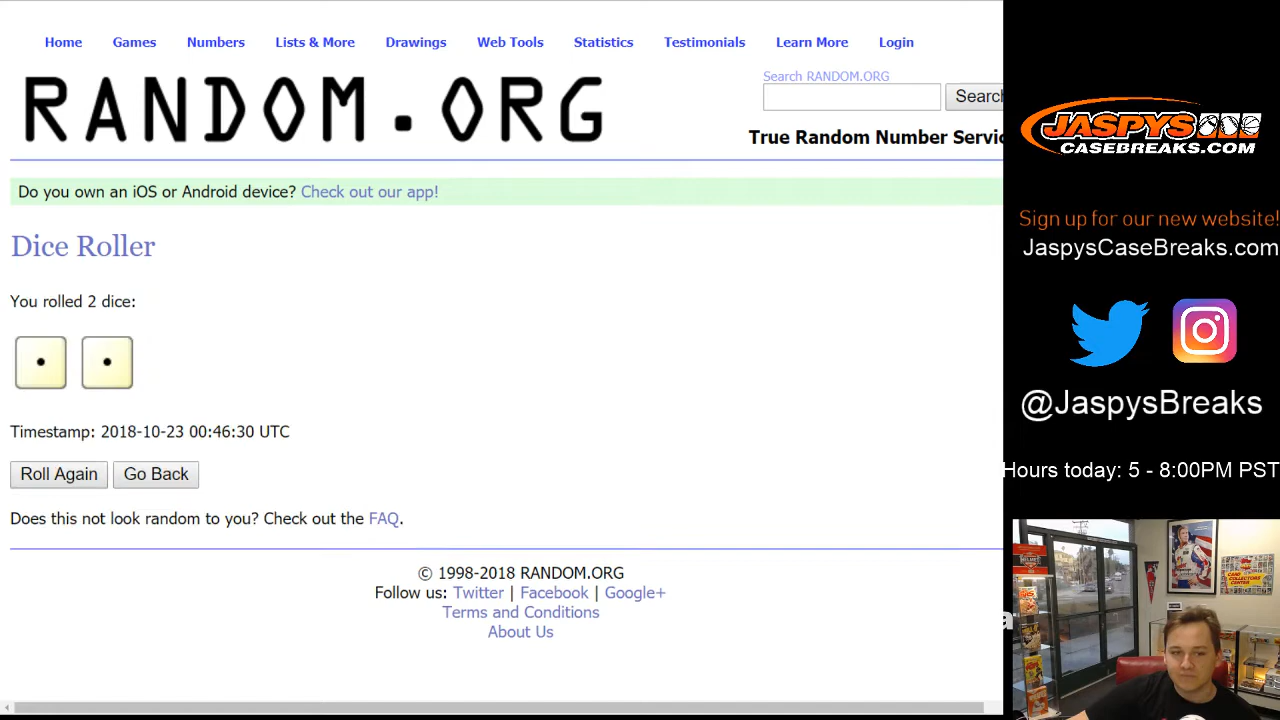 Home Games Numbers Lists & More Drawings Web Tools Statistics Testimonials Learn More Login
RANDOM.ORG
Search RANDOM.ORG
Search
True Random Number Servic
Do you own an iOS or Android device? Check out our app!
Dice Roller
You rolled 2 dice:
Timestamp: 2018-10-23 00:46:30 UTC
Roll Again Go Back
Does this not look random to you? Check out the FAQ.
© 1998-2018 RANDOM.ORG
Follow us: Twitter | Facebook | Google+
Terms and Conditions
About Us
JASPYS
CASEBREAKS.COM
Sign up for our new website!
JaspysCaseBreaks.com
@JaspysBreaks
Hours today: 5 - 8:00PM PST